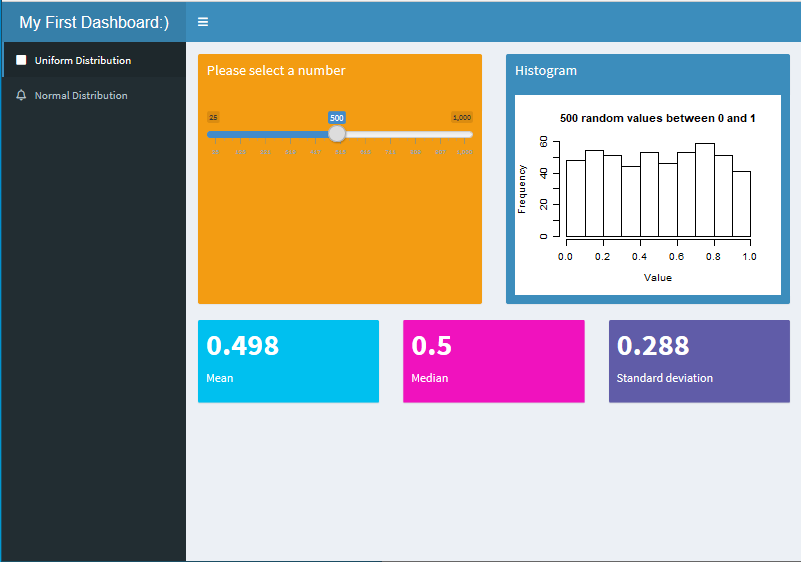 My First Dashboard:)
Uniform Distribution
Normal Distribution
Please select a number
25 500 1,000
Histogram
500 random values between 0 and 1
Frequency
60
40
20
0
0.0 0.2 0.4 0.6 0.8 1.0
Value
0.498
Mean
0.5
Median
0.288
Standard deviation